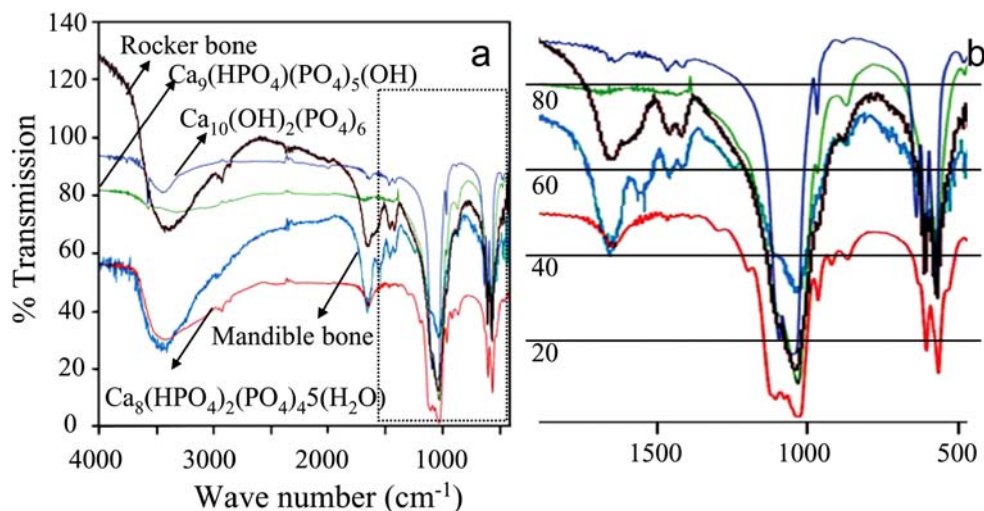 140
120
100
80
60
40
20
0
% Transmission
a
Rocker bone
Ca₉(HPO₄)(PO₄)₅(OH)
Ca₁₀(OH)₂(PO₄)₆
Mandible bone
Ca₈(HPO₄)₂(PO₄)₄5(H₂O)
4000 3000 2000 1000
Wave number (cm⁻¹)
b
80
60
40
20
1500 1000 500